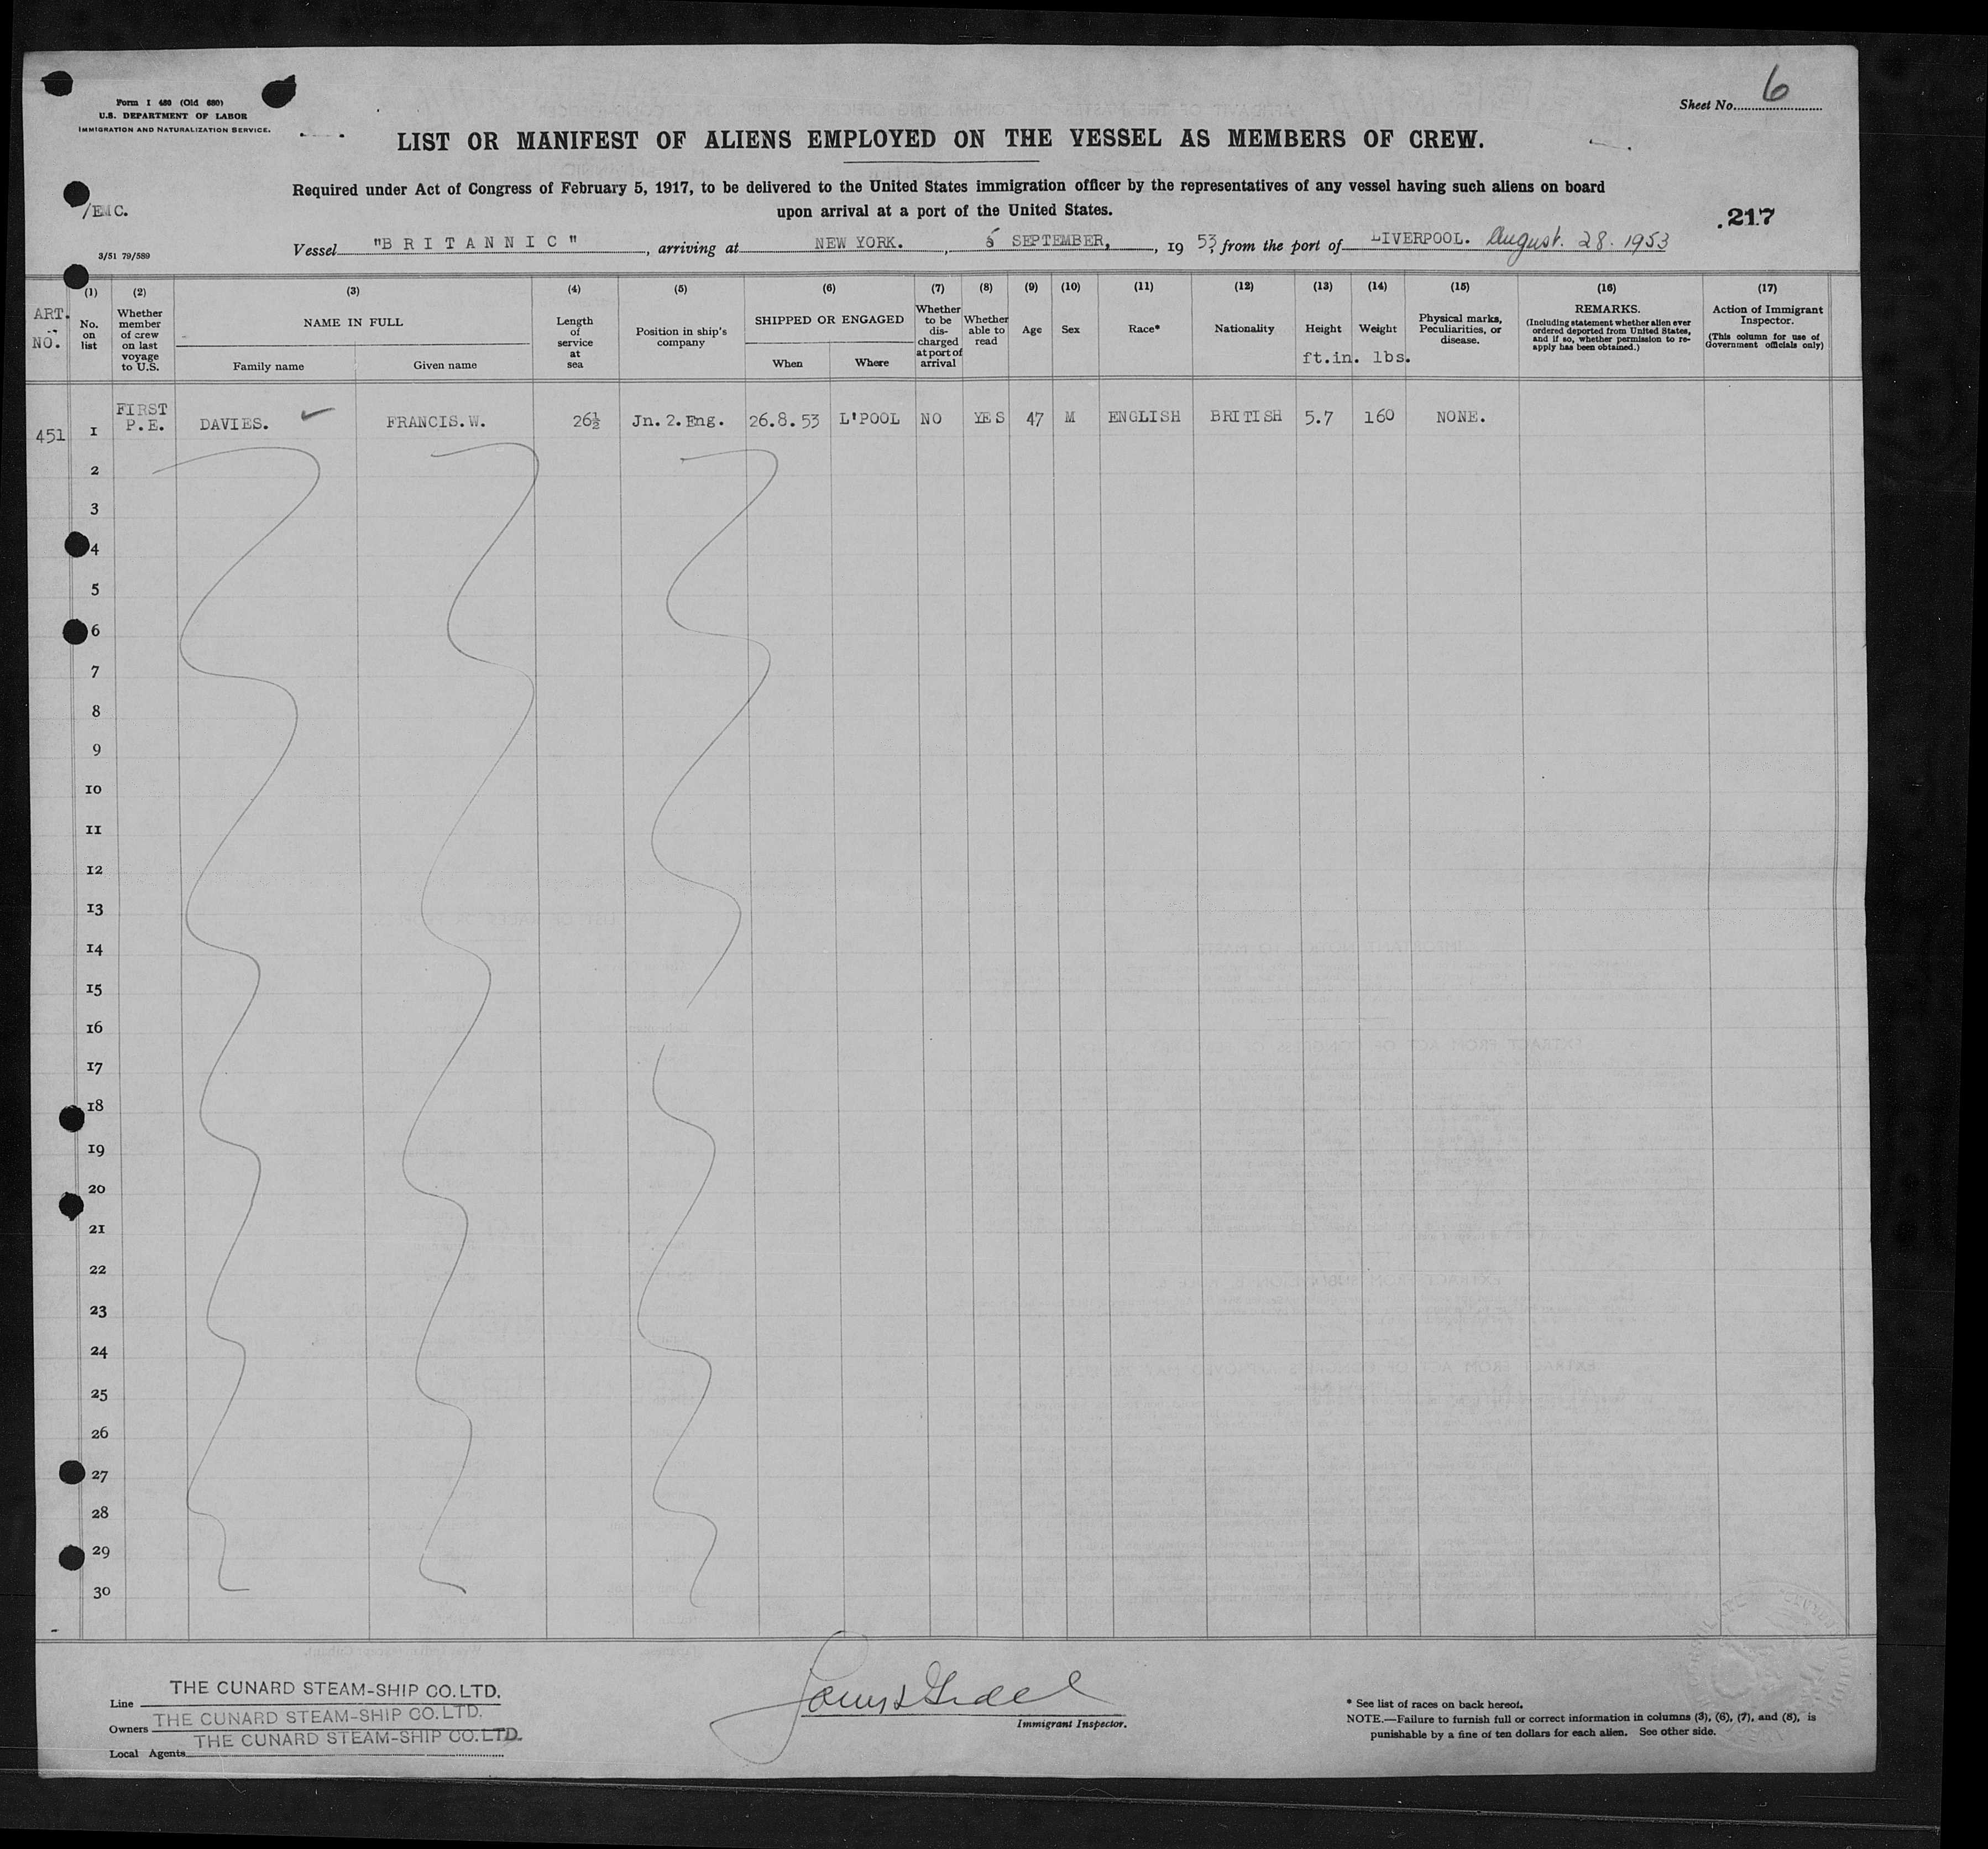 Form I 480 (Old 680)
U.S. DEPARTMENT OF LABOR
IMMIGRATION AND NATURALIZATION SERVICE.
Sheet No. 6
LIST OR MANIFEST OF ALIENS EMPLOYED ON THE VESSEL AS MEMBERS OF CREW.
Required under Act of Congress of February 5, 1917, to be delivered to the United States immigration officer by the representatives of any vessel having such aliens on board
upon arrival at a port of the United States.
.217
Vessel "B R I T A N N I C", arriving at NEW YORK., 5 SEPTEMBER, , 19 53, from the port of LIVERPOOL. August. 28. 1953
3/51 79/589
ART. NO.
(1) No. on list
(2) Whether member of crew on last voyage to U.S.
(3) NAME IN FULL
Family name
Given name
(4) Length of service at sea
(5) Position in ship's company
(6) SHIPPED OR ENGAGED
When
Where
(7) Whether to be dis-charged at port of arrival
(8) Whether able to read
(9) Age
(10) Sex
(11) Race*
(12) Nationality
(13) Height ft.in.
(14) Weight lbs.
(15) Physical marks, Peculiarities, or disease.
(16) REMARKS. (Including statement whether alien ever ordered deported from United States, and if so, whether permission to re-apply has been obtained.)
(17) Action of Immigrant Inspector. (This column for use of Government officials only)
451 1 FIRST P.E. DAVIES. FRANCIS.W. 26½ Jn. 2. Eng. 26.8.53 L'POOL NO YES 47 M ENGLISH BRITISH 5.7 160 NONE.
2
3
4
5
6
7
8
9
10
11
12
13
14
15
16
17
18
19
20
21
22
23
24
25
26
27
28
29
30
Line THE CUNARD STEAM-SHIP CO.LTD.
Owners THE CUNARD STEAM-SHIP CO.LTD.
Local Agents THE CUNARD STEAM-SHIP CO.LTD.
Immigrant Inspector.
* See list of races on back hereof.
NOTE.—Failure to furnish full or correct information in columns (3), (6), (7), and (8), is
punishable by a fine of ten dollars for each alien. See other side.